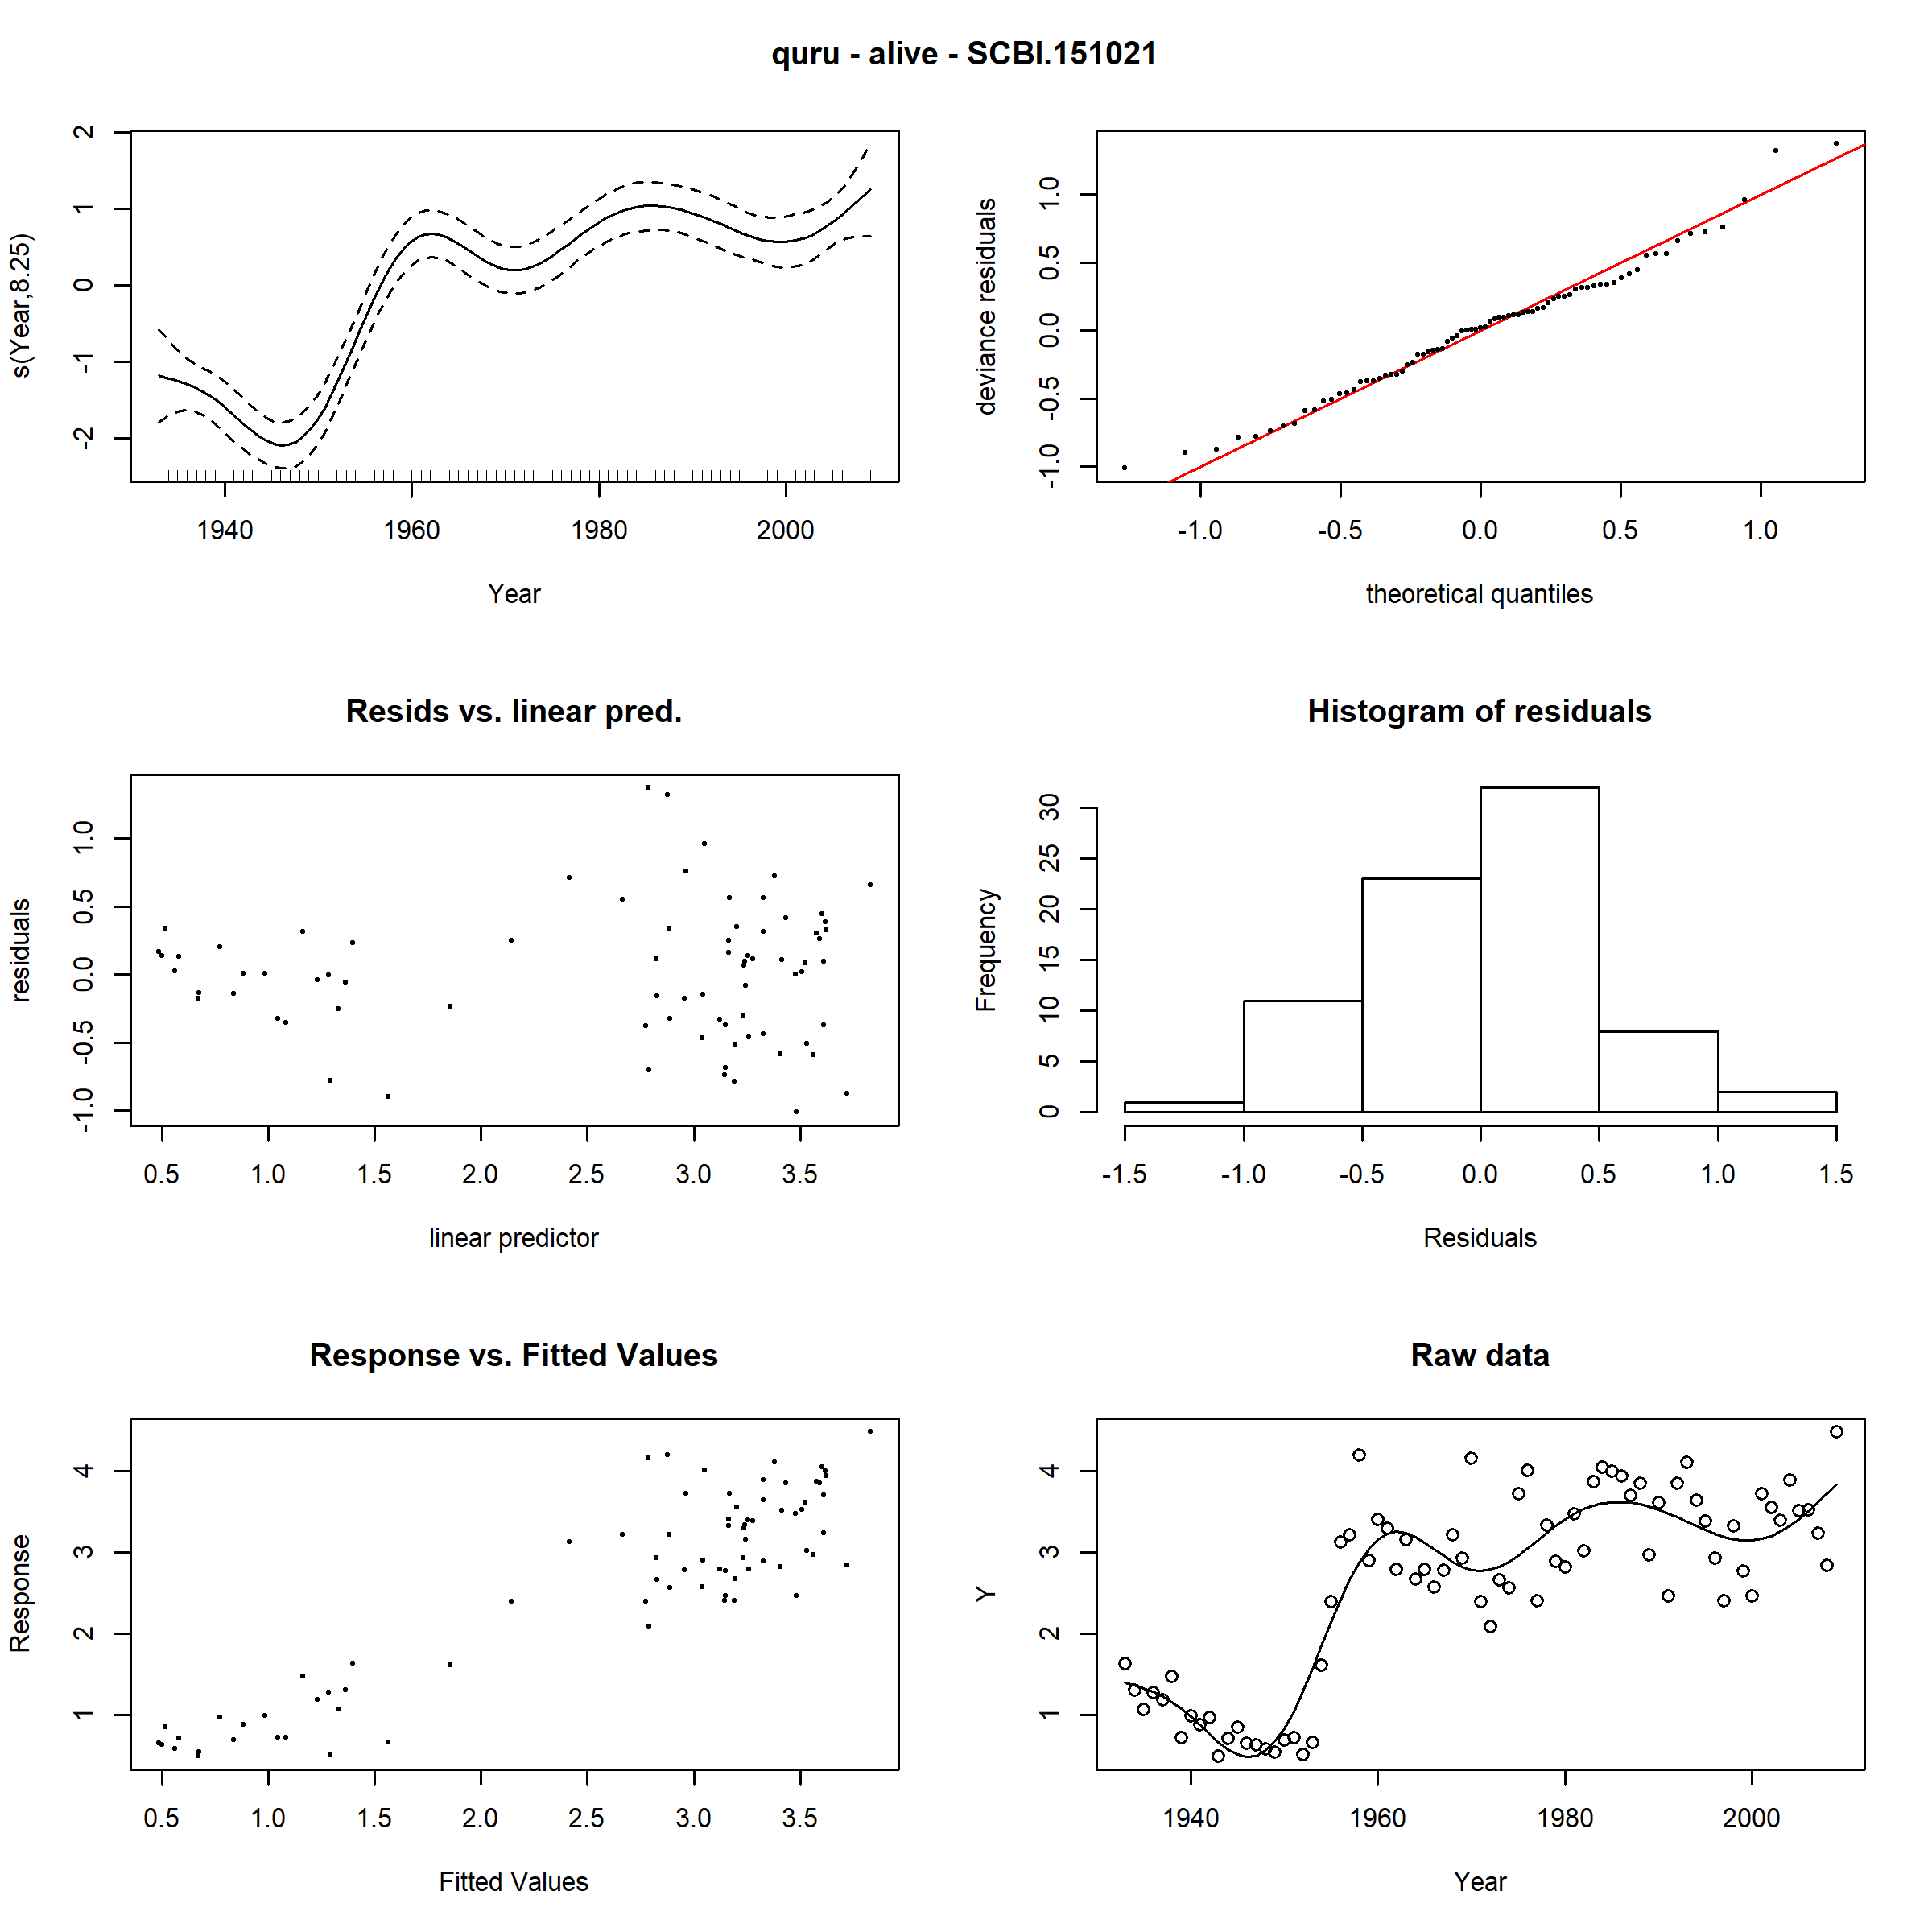 quru - alive - SCBI.151021
s(Year,8.25)
2
1
0
-1
-2
1940 1960 1980 2000
Year
deviance residuals
1.0
0.5
0.0
-0.5
-1.0
-1.0 -0.5 0.0 0.5 1.0
theoretical quantiles
Resids vs. linear pred.
residuals
1.0
0.5
0.0
-0.5
-1.0
0.5 1.0 1.5 2.0 2.5 3.0 3.5
linear predictor
Histogram of residuals
Frequency
30
25
20
15
10
5
0
-1.5 -1.0 -0.5 0.0 0.5 1.0 1.5
Residuals
Response vs. Fitted Values
Response
4
3
2
1
0.5 1.0 1.5 2.0 2.5 3.0 3.5
Fitted Values
Raw data
Y
4
3
2
1
1940 1960 1980 2000
Year